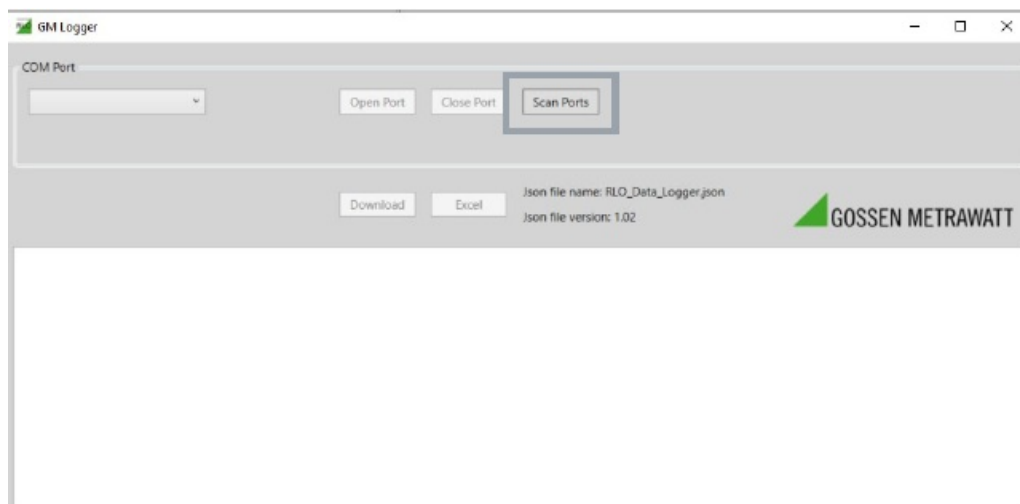 GM Logger
COM Port
Open Port Close Port Scan Ports
Download Excel
Json file name: RLO_Data_Logger.json
Json file version: 1.02
GOSSEN METRAWATT